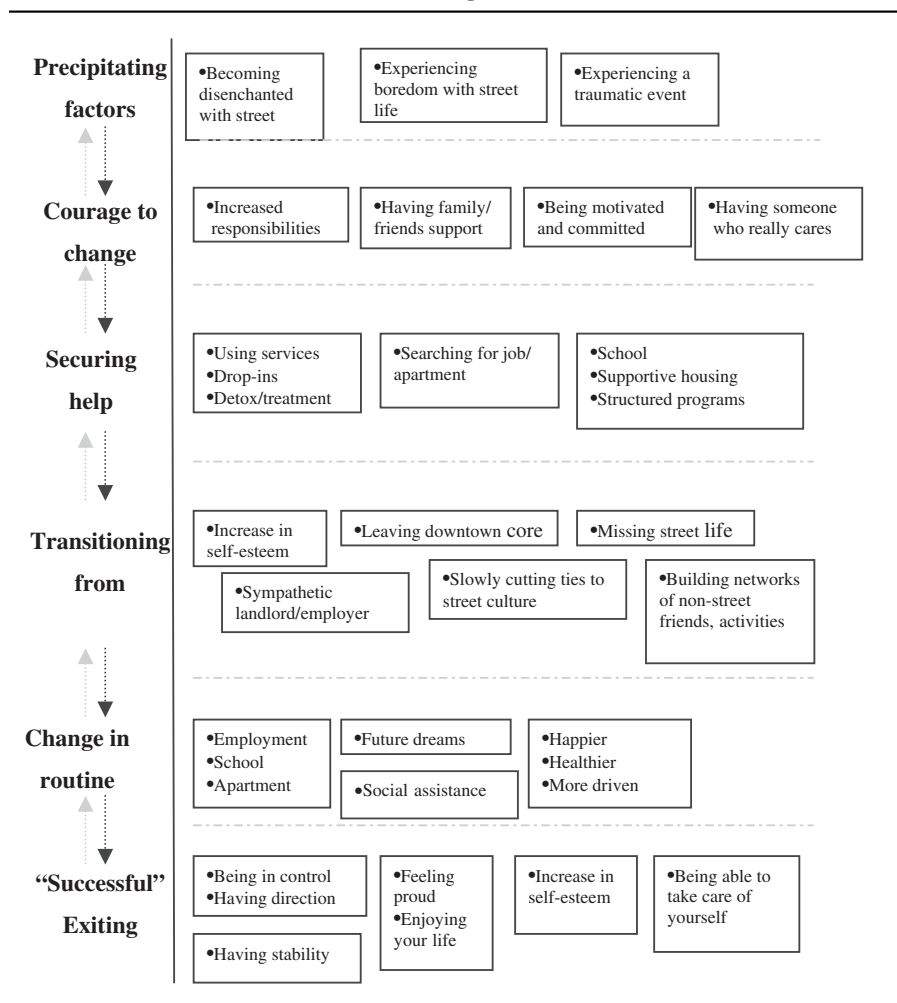 Precipitating
factors
•Becoming
disenchanted
with street
•Experiencing
boredom with street
life
•Experiencing a
traumatic event
Courage to
change
•Increased
responsibilities
•Having family/
friends support
•Being motivated
and committed
•Having someone
who really cares
Securing
help
•Using services
•Drop-ins
•Detox/treatment
•Searching for job/
apartment
•School
•Supportive housing
•Structured programs
Transitioning
from
•Increase in
self-esteem
•Leaving downtown core
•Missing street life
•Sympathetic
landlord/employer
•Slowly cutting ties to
street culture
•Building networks
of non-street
friends, activities
Change in
routine
•Employment
•School
•Apartment
•Future dreams
•Social assistance
•Happier
•Healthier
•More driven
“Successful”
Exiting
•Being in control
•Having direction
•Having stability
•Feeling
proud
•Enjoying
your life
•Increase in
self-esteem
•Being able to
take care of
yourself